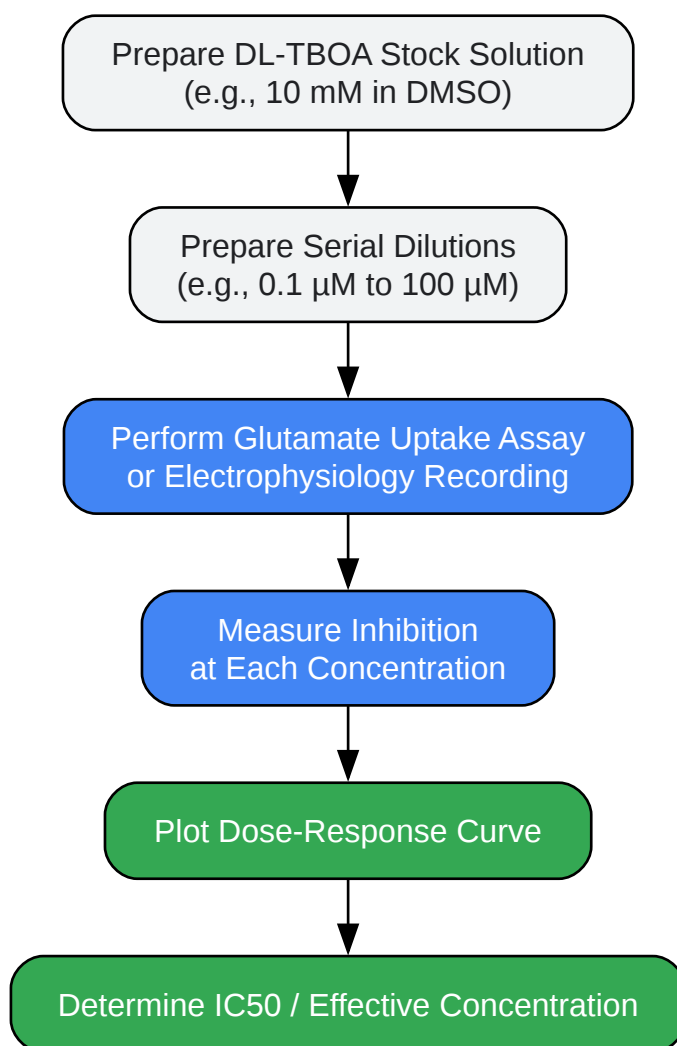 Prepare DL-TBOA Stock Solution
(e.g., 10 mM in DMSO)
Prepare Serial Dilutions
(e.g., 0.1 µM to 100 µM)
Perform Glutamate Uptake Assay
or Electrophysiology Recording
Measure Inhibition
at Each Concentration
Plot Dose-Response Curve
Determine IC50 / Effective Concentration